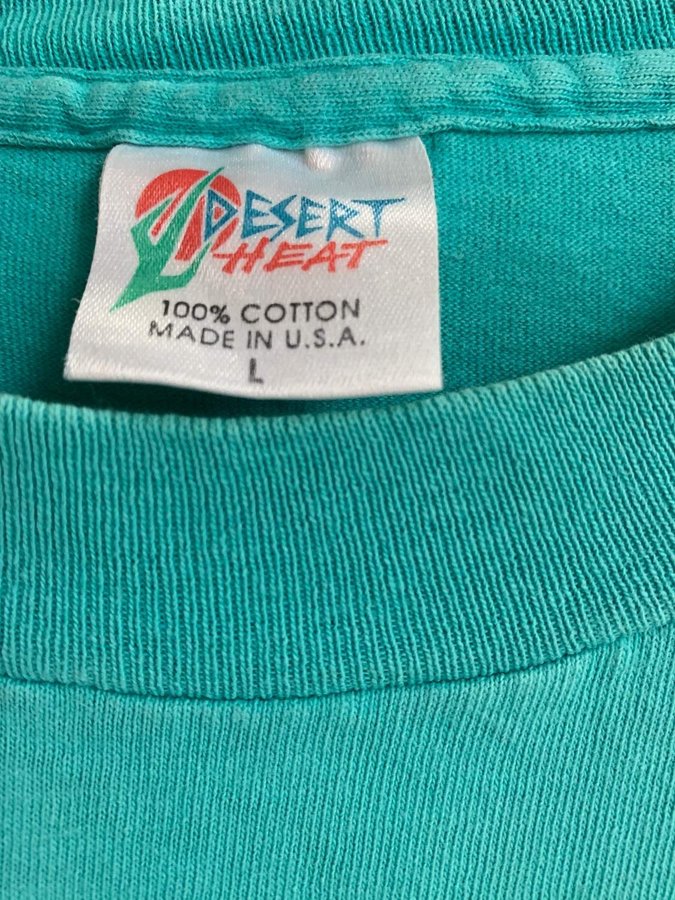 DESERT
HEAT
100% COTTON
MADE IN U.S.A.
L